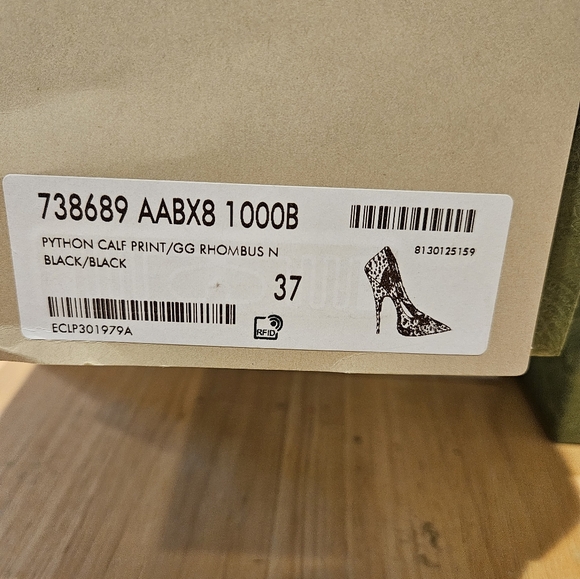 738689 AABX8 1000B
PYTHON CALF PRINT/GG RHOMBUS N
BLACK/BLACK
8130125159
37
ECLP301979A
RFID